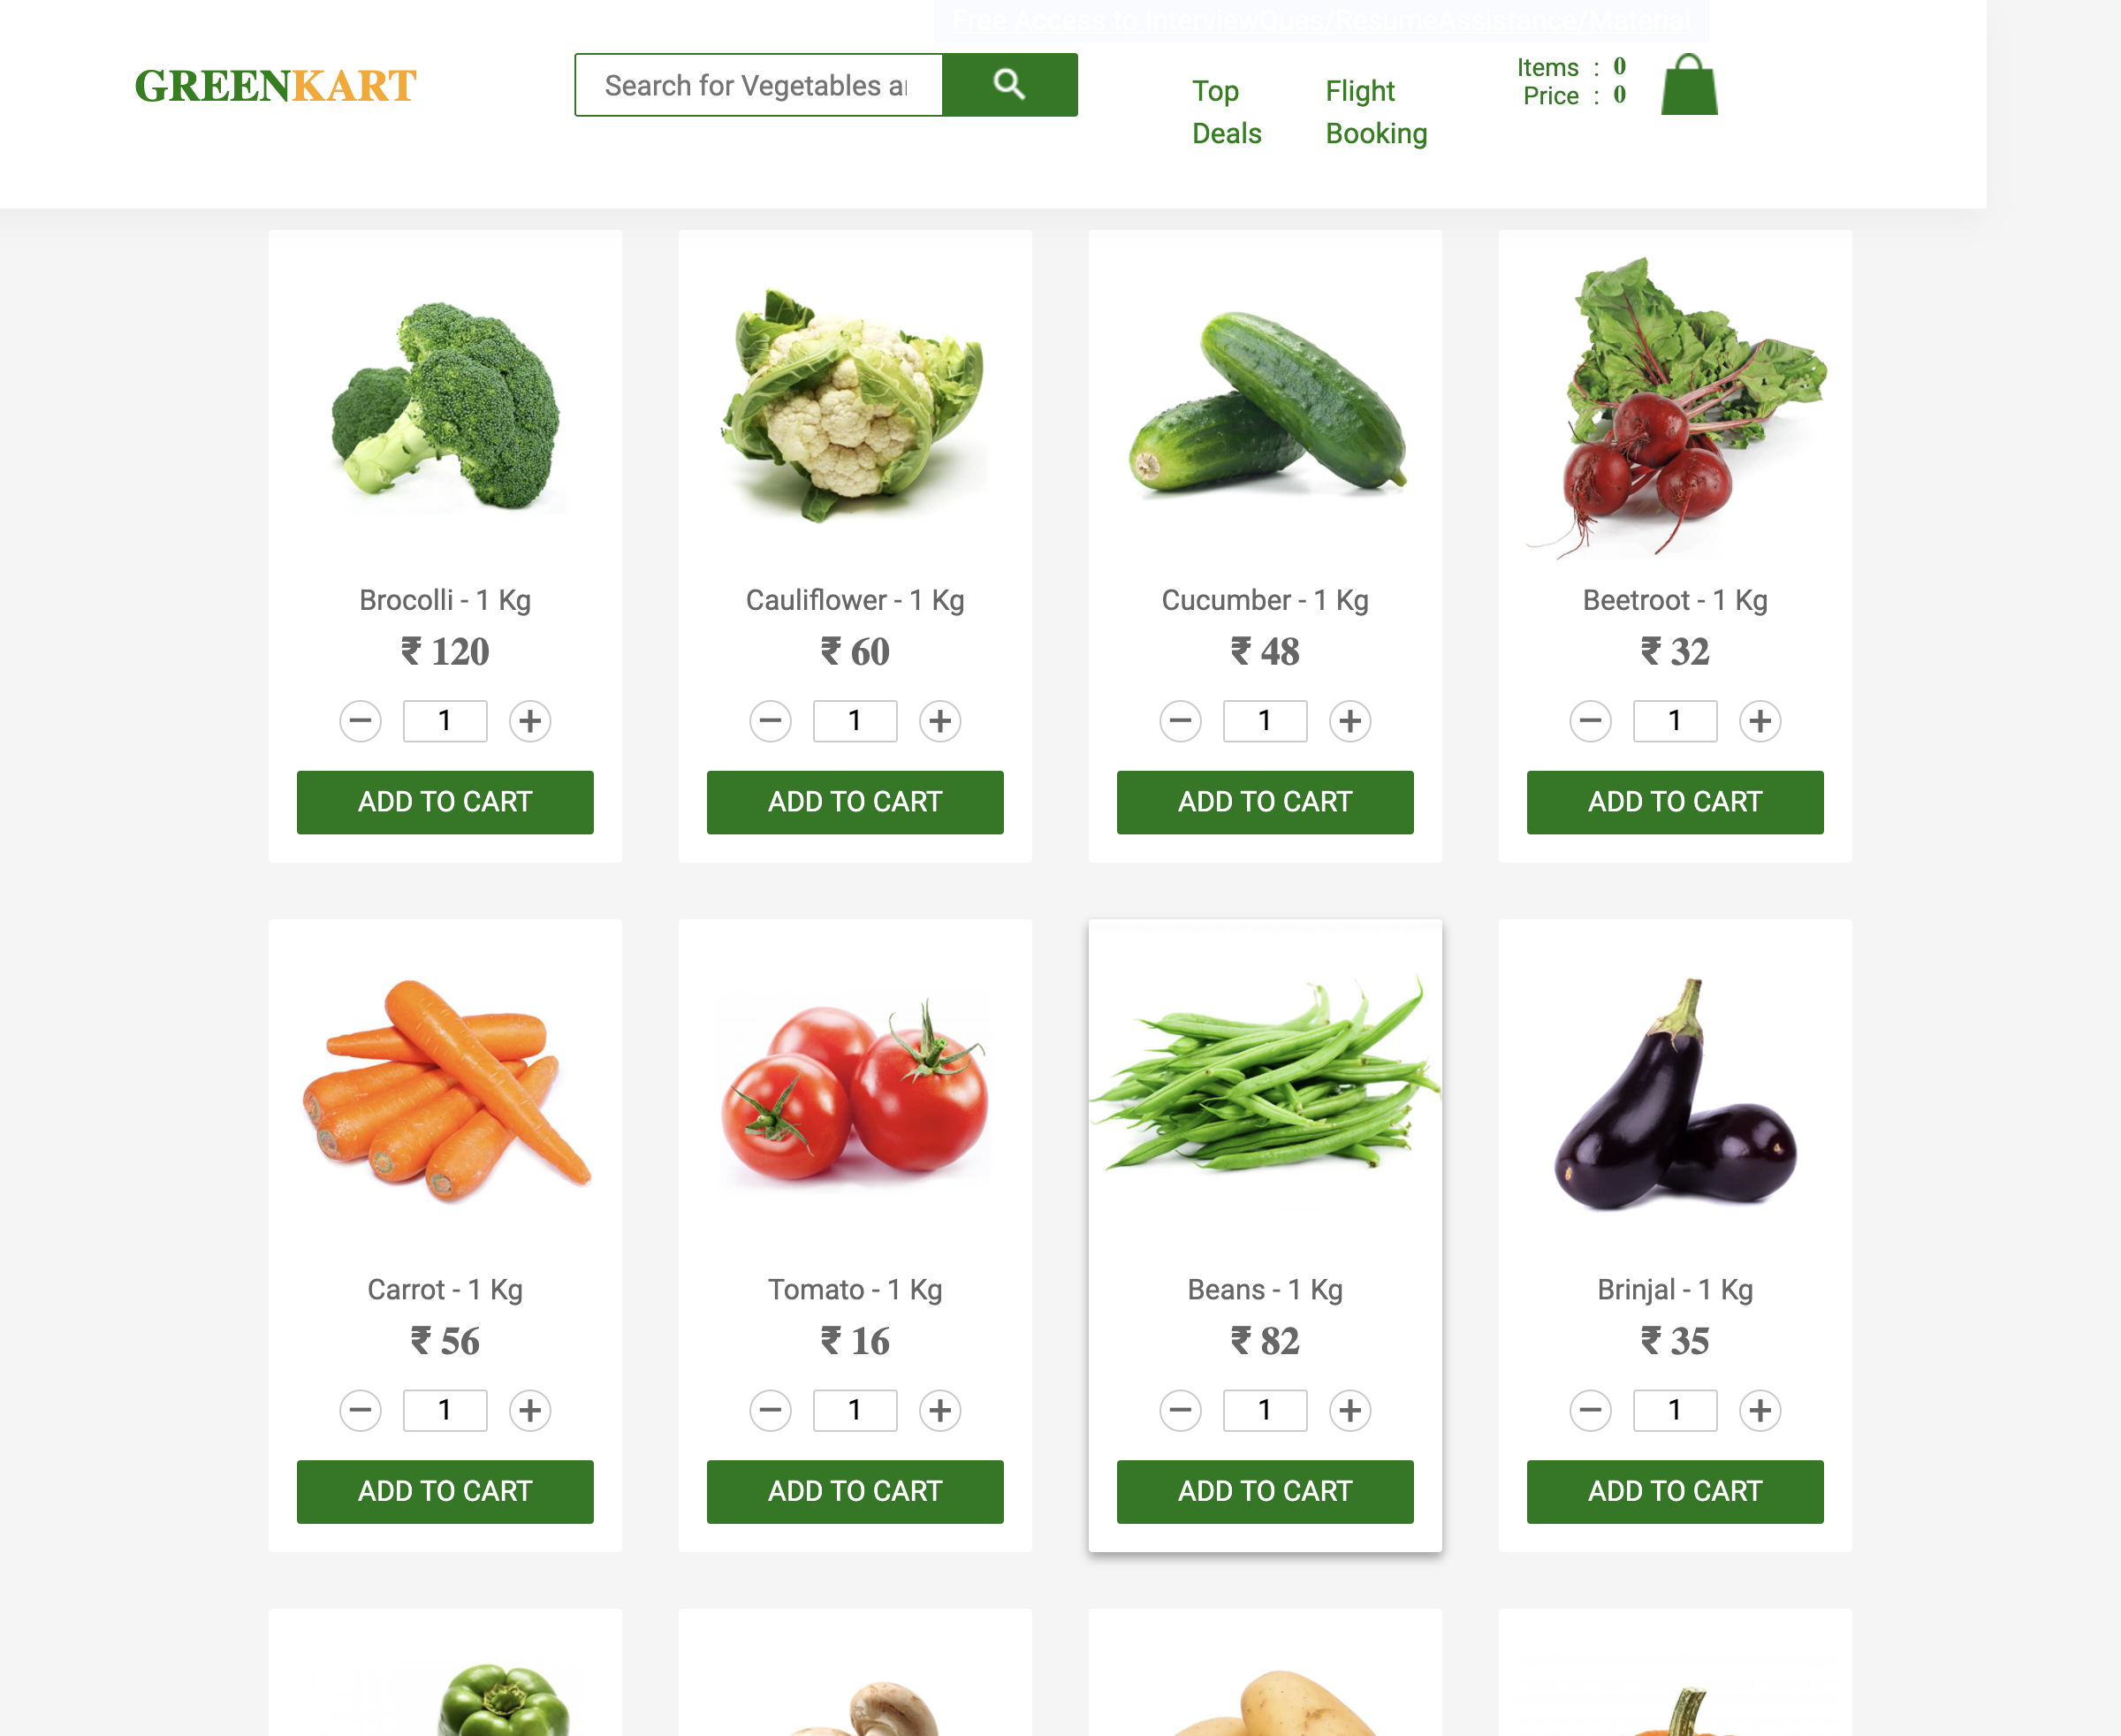 Free Access to InterviewQues/ResumeAssistance/Material
GREENKART
Search for Vegetables a
Top Deals
Flight Booking
Items : 0
Price : 0
Brocolli - 1 Kg
₹ 120
1
ADD TO CART
Cauliflower - 1 Kg
₹ 60
1
ADD TO CART
Cucumber - 1 Kg
₹ 48
1
ADD TO CART
Beetroot - 1 Kg
₹ 32
1
ADD TO CART
Carrot - 1 Kg
₹ 56
1
ADD TO CART
Tomato - 1 Kg
₹ 16
1
ADD TO CART
Beans - 1 Kg
₹ 82
1
ADD TO CART
Brinjal - 1 Kg
₹ 35
1
ADD TO CART